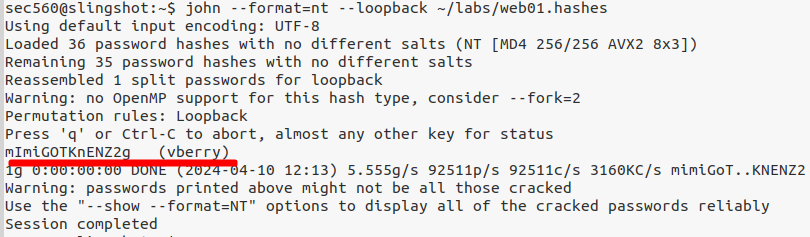 sec560@slingshot:~$ john --format=nt --loopback ~/labs/web01.hashes
Using default input encoding: UTF-8
Loaded 36 password hashes with no different salts (NT [MD4 256/256 AVX2 8x3])
Remaining 35 password hashes with no different salts
Reassembled 1 split passwords for loopback
Warning: no OpenMP support for this hash type, consider --fork=2
Permutation rules: Loopback
Press 'q' or Ctrl-C to abort, almost any other key for status
mImiGOTKnENZ2g (vberry)
1g 0:00:00:00 DONE (2024-04-10 12:13) 5.555g/s 92511p/s 92511c/s 3160KC/s mimiGoT..KNENZ2
Warning: passwords printed above might not be all those cracked
Use the "--show --format=NT" options to display all of the cracked passwords reliably
Session completed